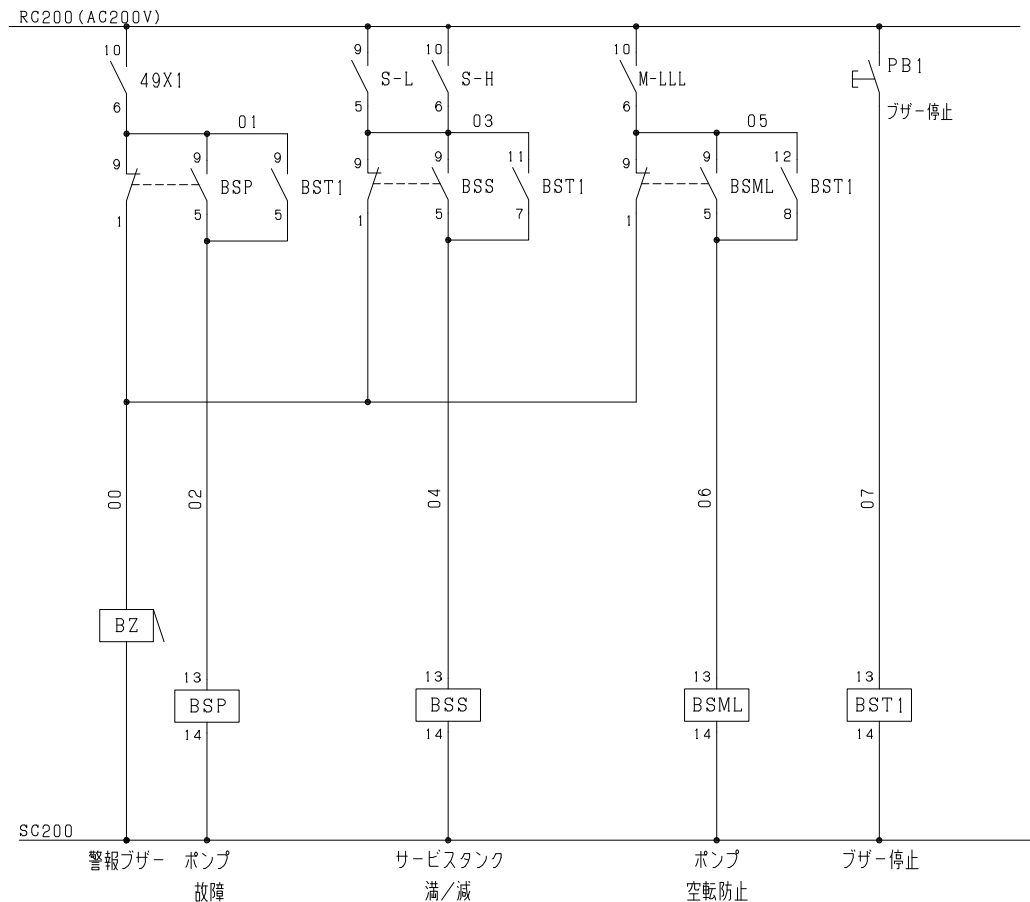 RC200(AC200V)
10 9 10 10
49X1 S-L S-H M-LLL PB1
6 5 6 6 ブザー停止
01 03 05
9 9 9 9 9 11 9 9 12
BSP BST1 BSS BST1 BSML BST1
1 5 5 1 5 7 1 5 8
00 02 04 06 07
BZ
13 13 13 13
BSP BSS BSML BST1
14 14 14 14
SC200
警報ブザー ポンプ サービスタンク ポンプ ブザー停止
故障 満／減 空転防止